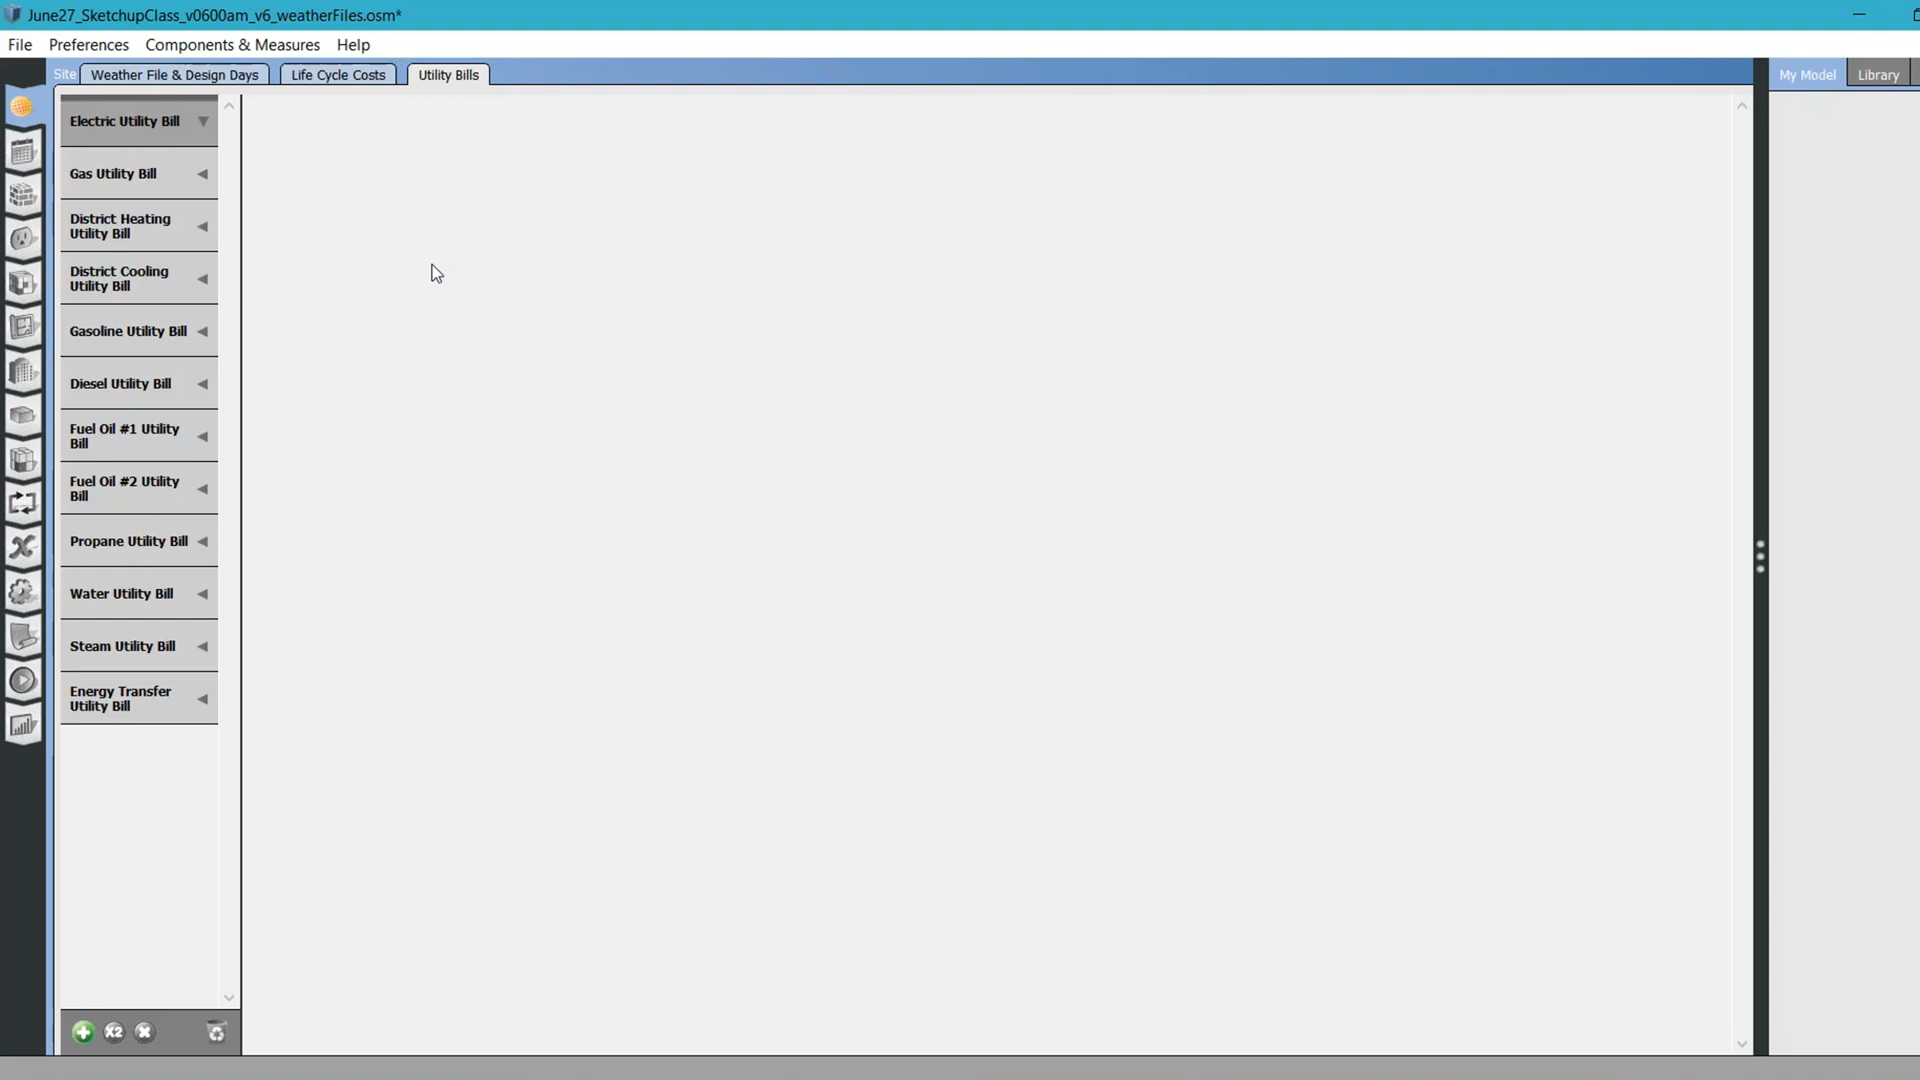 June27_SketchupClass_v0600am_v6_weatherFiles.osm*
File Preferences Components & Measures Help
Site Weather File & Design Days Life Cycle Costs Utility Bills My Model Library
Electric Utility Bill
Gas Utility Bill
District Heating
Utility Bill
District Cooling
Utility Bill
Gasoline Utility Bill
Diesel Utility Bill
Fuel Oil #1 Utility
Bill
Fuel Oil #2 Utility
Bill
Propane Utility Bill
Water Utility Bill
Steam Utility Bill
Energy Transfer
Utility Bill
X2